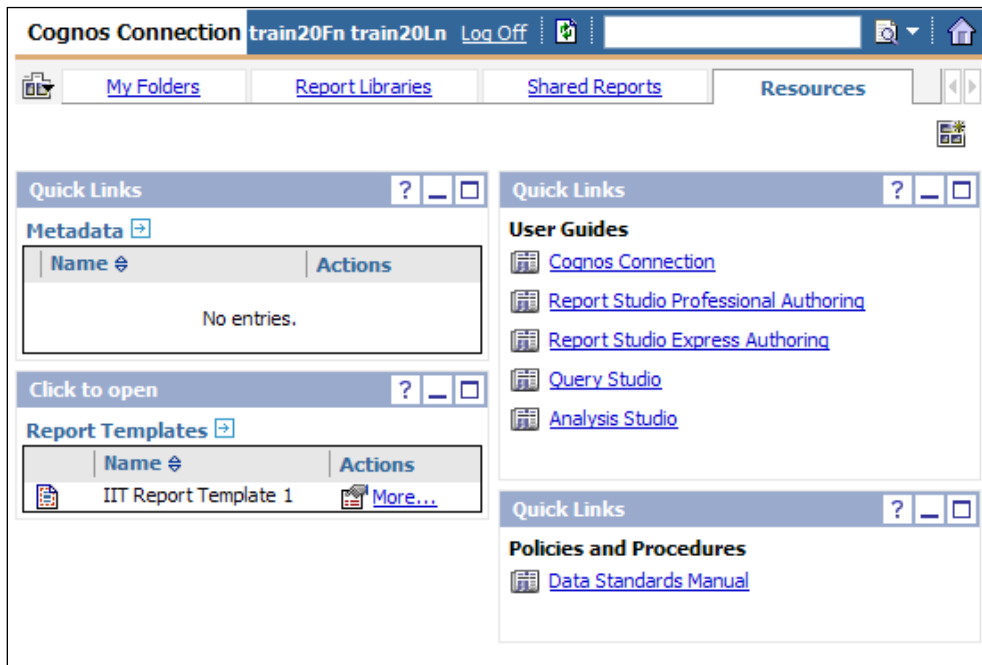 Cognos Connection train20Fn train20Ln Log Off
My Folders Report Libraries Shared Reports Resources
Quick Links ?
Metadata
Name Actions
No entries.
Click to open ?
Report Templates
Name Actions
IIT Report Template 1 More...
Quick Links ?
User Guides
Cognos Connection
Report Studio Professional Authoring
Report Studio Express Authoring
Query Studio
Analysis Studio
Quick Links ?
Policies and Procedures
Data Standards Manual